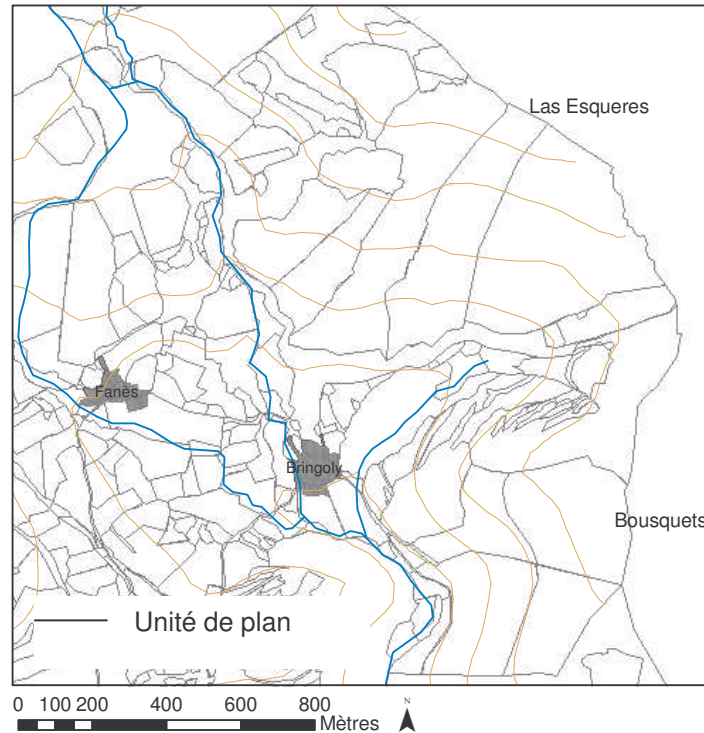 Las Esqueres
Fanès
Bringoly
Bousquets
Unité de plan
0 100 200 400 600 800
Mètres
N